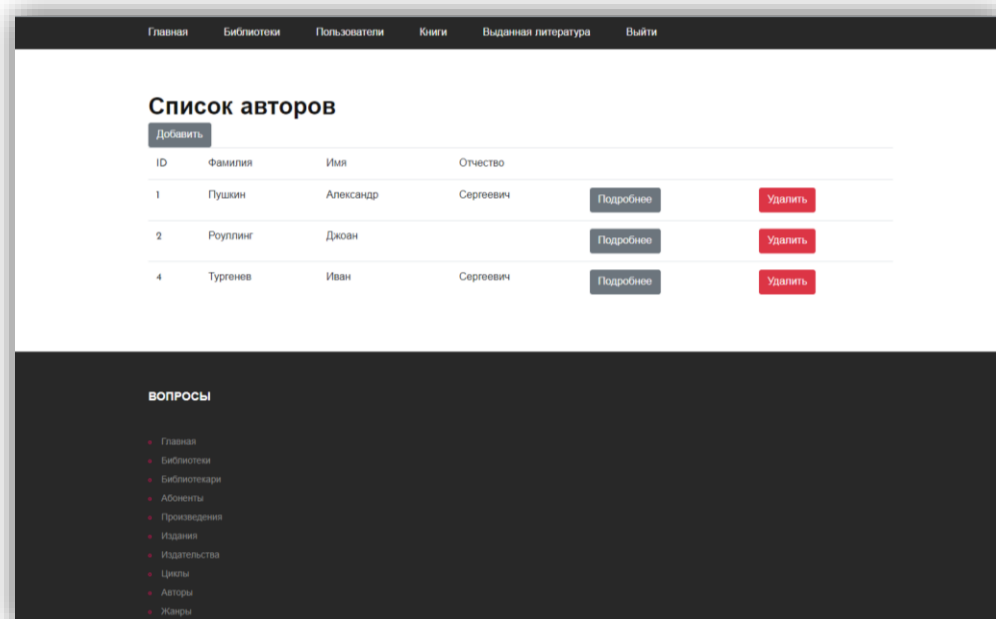 Главная Библиотеки Пользователи Книги Выданная литература Выйти
Список авторов
Добавить
ID Фамилия Имя Отчество
1 Пушкин Александр Сергеевич Подробнее Удалить
2 Роуплинг Джоан Подробнее Удалить
4 Тургенев Иван Сергеевич Подробнее Удалить
ВОПРОСЫ
Главная
Библиотеки
Библиотекари
Абоненты
Произведения
Издания
Издательства
Циклы
Авторы
Жанры